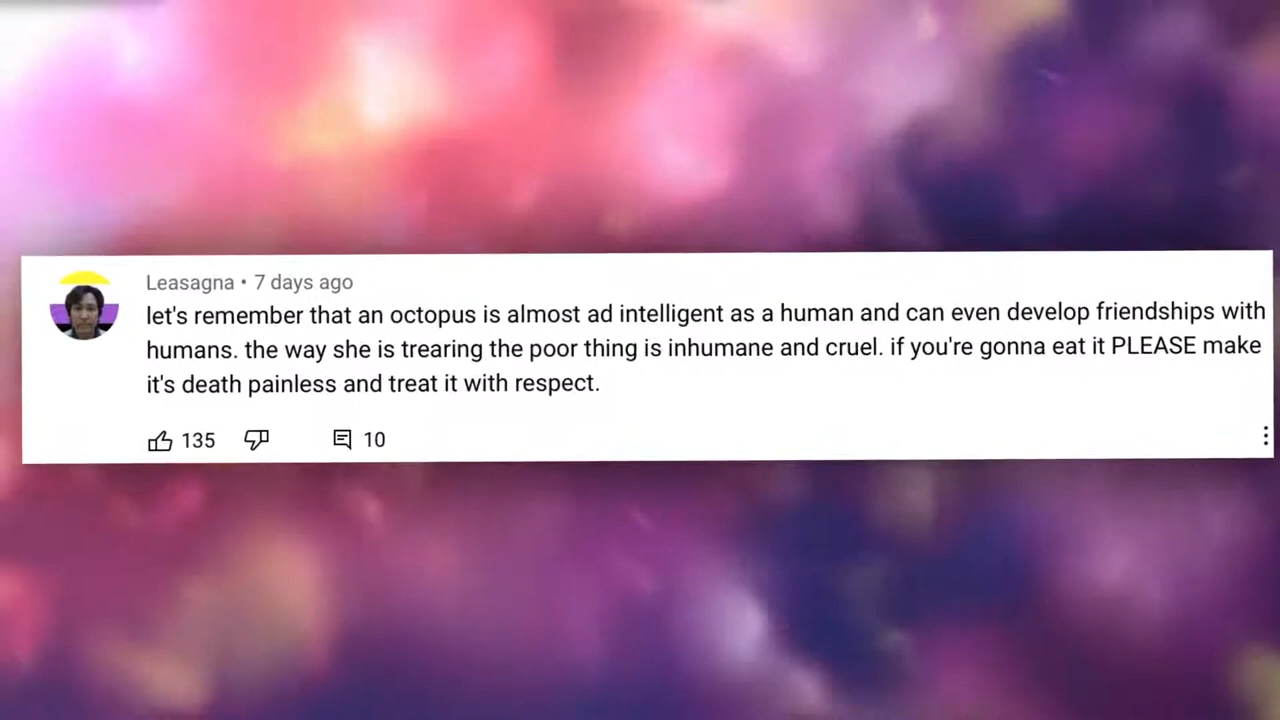 Leasagna • 7 days ago
let's remember that an octopus is almost ad intelligent as a human and can even develop friendships with
humans. the way she is trearing the poor thing is inhumane and cruel. if you're gonna eat it PLEASE make
it's death painless and treat it with respect.
135 10